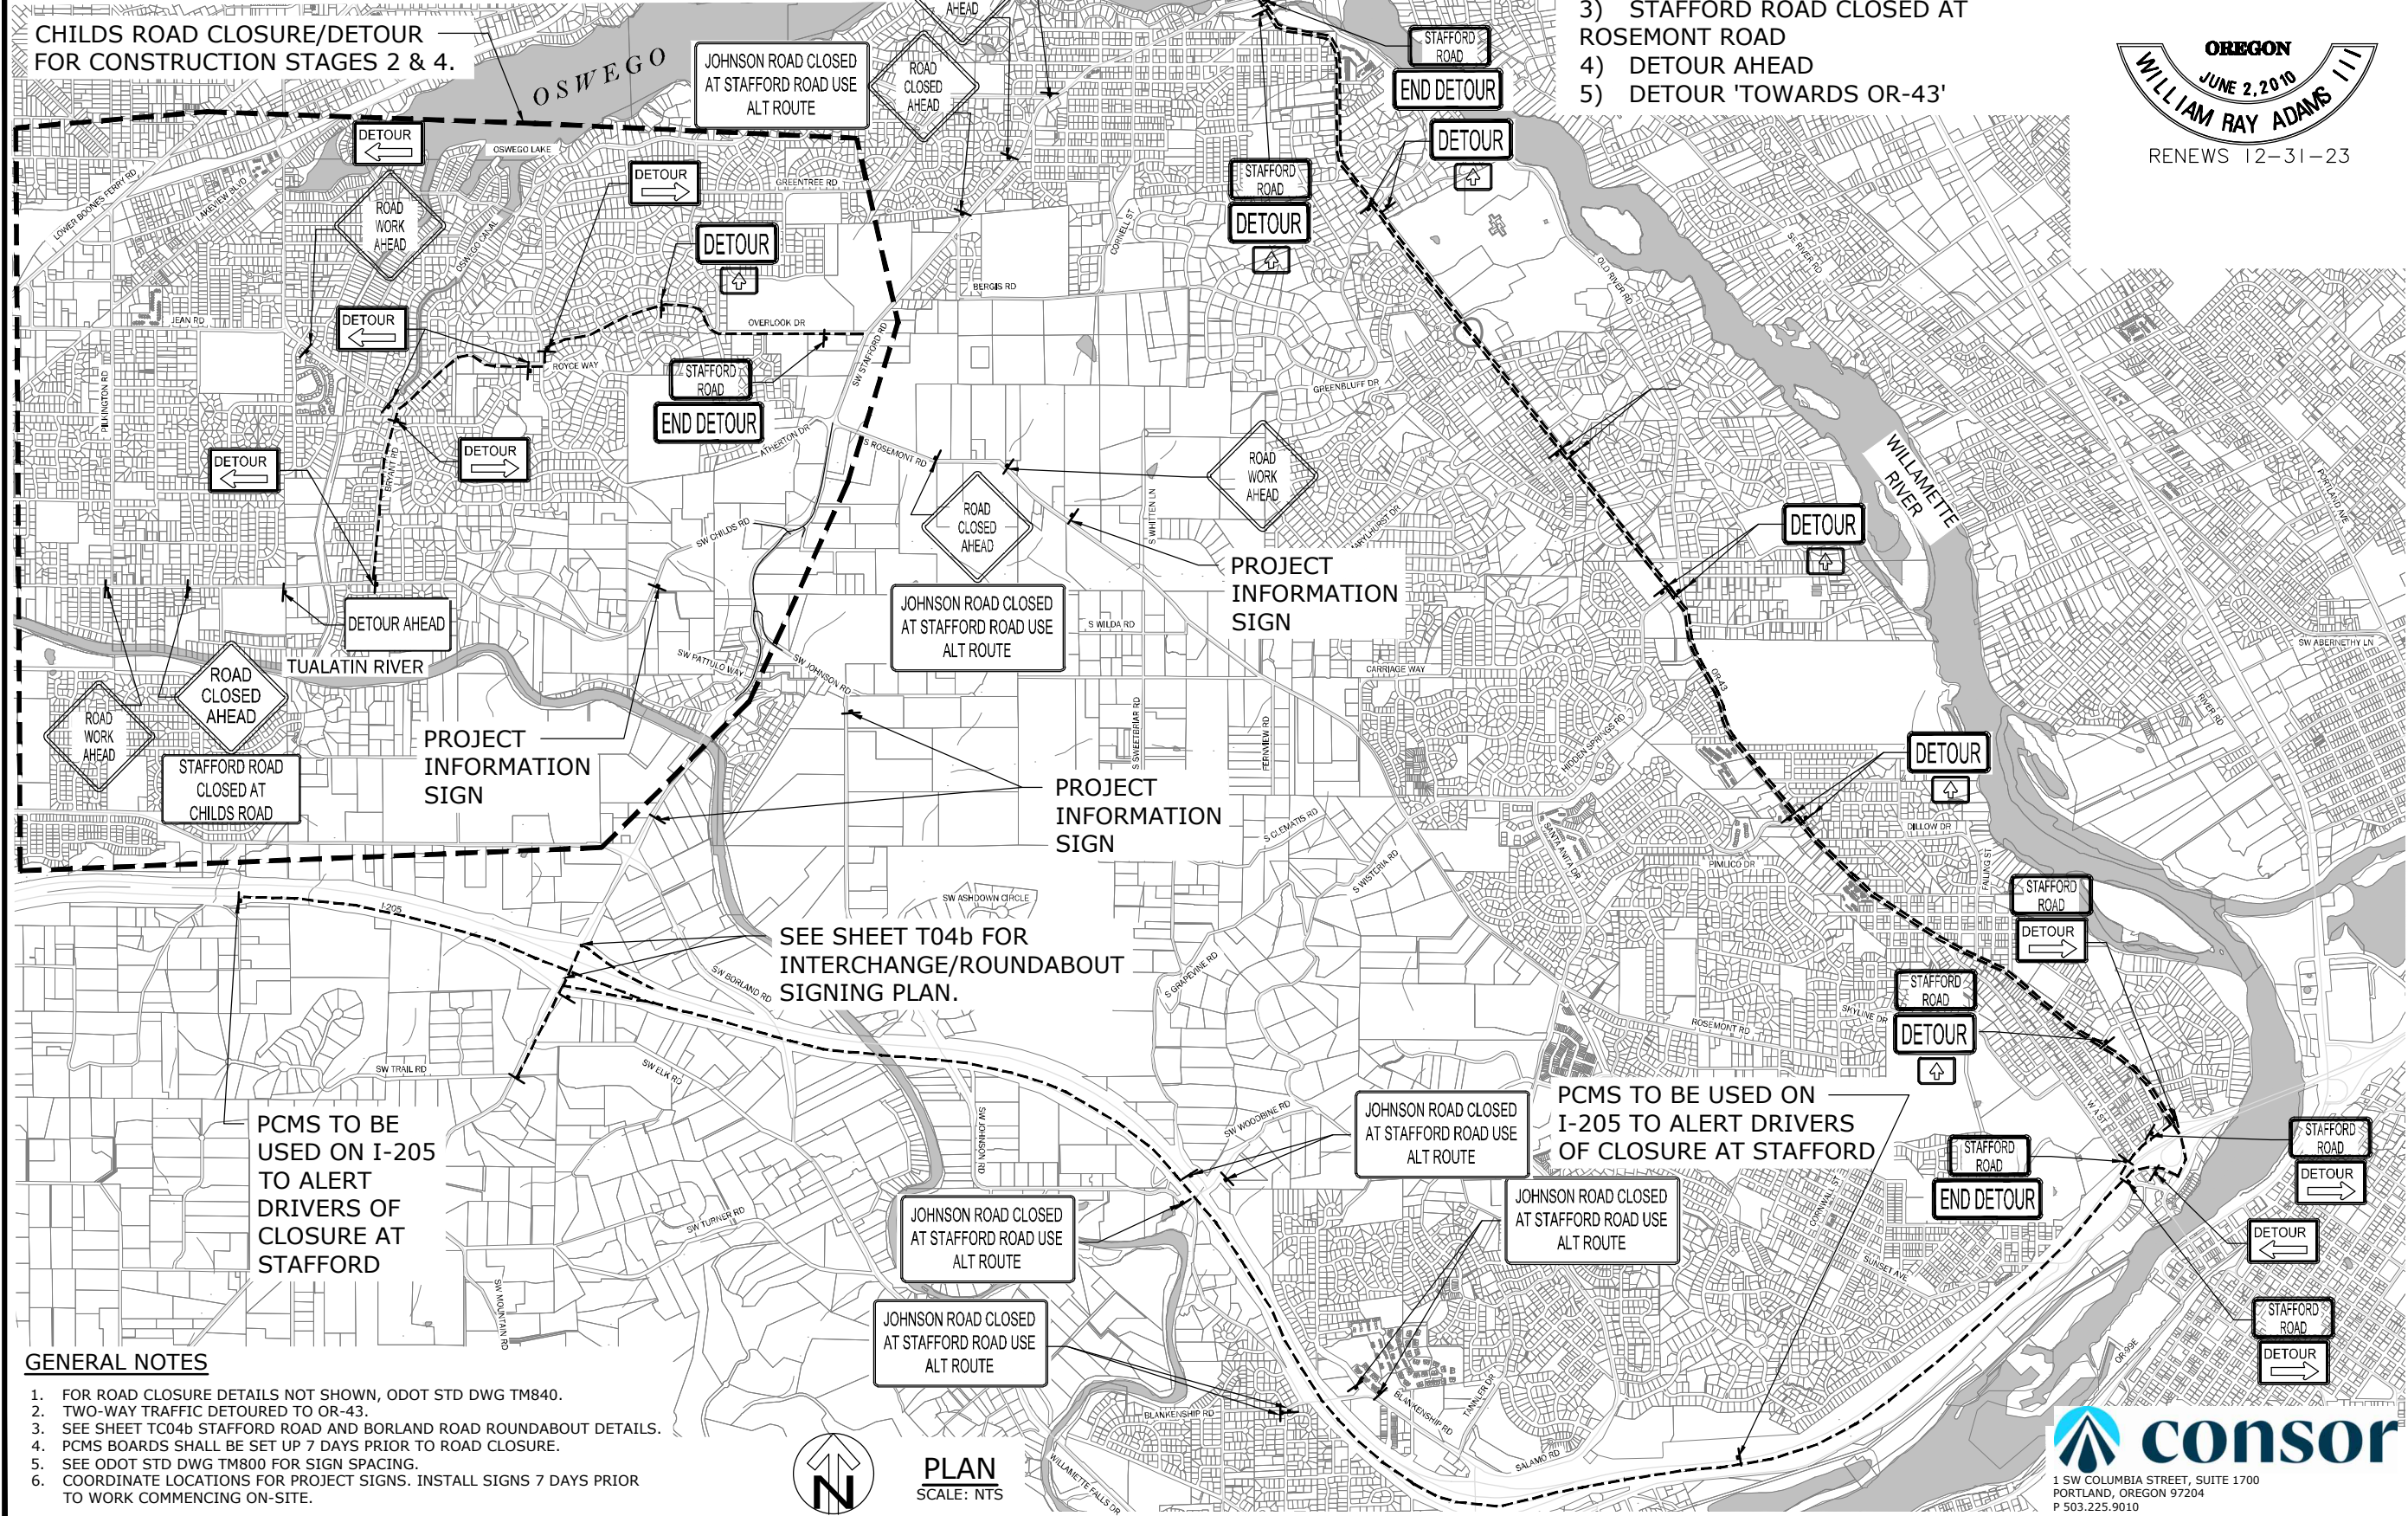 CHILDS ROAD CLOSURE/DETOUR
FOR CONSTRUCTION STAGES 2 & 4.
OSWEGO
AHEAD
JOHNSON ROAD CLOSED
AT STAFFORD ROAD USE
ALT ROUTE
ROAD
CLOSED
AHEAD
STAFFORD
ROAD
END DETOUR
3) STAFFORD ROAD CLOSED AT
ROSEMONT ROAD
4) DETOUR AHEAD
5) DETOUR 'TOWARDS OR-43'
OREGON
JUNE 2, 2010
WILLIAM RAY ADAMS III
RENEWS 12-31-23
DETOUR
OSWEGO LAKE
LOWER BOONES FERRY RD
LAKEVIEW BLVD
ROAD
WORK
AHEAD
OSWEGO CANAL
DETOUR
GREENTREE RD
DETOUR
CORNELL ST
BERGIS RD
STAFFORD
ROAD
DETOUR
DETOUR
OLD RIVER RD
SE RIVER RD
JEAN RD
DETOUR
PILKINGTON RD
ROYCE WAY
OVERLOOK DR
SW STAFFORD RD
STAFFORD
ROAD
END DETOUR
GREENBLUFF DR
DETOUR
BRYANT RD
DETOUR
ATHERTON DR
S ROSEMONT RD
ROAD
CLOSED
AHEAD
ROAD
WORK
AHEAD
S WHITTEN LN
DETOUR
WILLAMETTE
RIVER
PORTLAND AVE
SW CHILDS RD
PROJECT
INFORMATION
SIGN
JOHNSON ROAD CLOSED
AT STAFFORD ROAD USE
ALT ROUTE
S WILDA RD
DETOUR AHEAD
TUALATIN RIVER
SW PATTULO WAY
SW JOHNSON RD
CARRIAGE WAY
OR-43
SW ABERNETHY LN
RIVER RD
ROAD
WORK
AHEAD
ROAD
CLOSED
AHEAD
STAFFORD ROAD
CLOSED AT
CHILDS ROAD
PROJECT
INFORMATION
SIGN
PROJECT
INFORMATION
SIGN
S SWEETBRIAR RD
FERNVIEW RD
HIDDEN SPRINGS RD
DETOUR
DILLOW DR
FAILING ST
S CLEMATIS RD
S WISTERIA RD
SANTA ANITA DR
PIMLICO DR
I-205
SW ASHDOWN CIRCLE
SEE SHEET T04b FOR
INTERCHANGE/ROUNDABOUT
SIGNING PLAN.
SW BORLAND RD
S GRAPEVINE RD
STAFFORD
ROAD
DETOUR
STAFFORD
ROAD
DETOUR
SKYLINE DR
ROSEMONT RD
SW TRAIL RD
SW ELK RD
PCMS TO BE
USED ON I-205
TO ALERT
DRIVERS OF
CLOSURE AT
STAFFORD
SW JOHNSON RD
SW WOODBINE RD
JOHNSON ROAD CLOSED
AT STAFFORD ROAD USE
ALT ROUTE
PCMS TO BE USED ON
I-205 TO ALERT DRIVERS
OF CLOSURE AT STAFFORD
STAFFORD
ROAD
END DETOUR
STAFFORD
ROAD
DETOUR
DETOUR
STAFFORD
ROAD
DETOUR
JOHNSON ROAD CLOSED
AT STAFFORD ROAD USE
ALT ROUTE
JOHNSON ROAD CLOSED
AT STAFFORD ROAD USE
ALT ROUTE
CORNWALL ST
SUNSET AVE
SW TURNER RD
SW MOUNTAIN RD
JOHNSON ROAD CLOSED
AT STAFFORD ROAD USE
ALT ROUTE
BLANKENSHIP RD
BLANKENSHIP RD
TANNLER DR
SALAMO RD
WILLAMETTE FALLS DR
OR-99E
GENERAL NOTES
1. FOR ROAD CLOSURE DETAILS NOT SHOWN, ODOT STD DWG TM840.
2. TWO-WAY TRAFFIC DETOURED TO OR-43.
3. SEE SHEET TC04b STAFFORD ROAD AND BORLAND ROAD ROUNDABOUT DETAILS.
4. PCMS BOARDS SHALL BE SET UP 7 DAYS PRIOR TO ROAD CLOSURE.
5. SEE ODOT STD DWG TM800 FOR SIGN SPACING.
6. COORDINATE LOCATIONS FOR PROJECT SIGNS. INSTALL SIGNS 7 DAYS PRIOR
TO WORK COMMENCING ON-SITE.
N
PLAN
SCALE: NTS
consor
1 SW COLUMBIA STREET, SUITE 1700
PORTLAND, OREGON 97204
P 503.225.9010